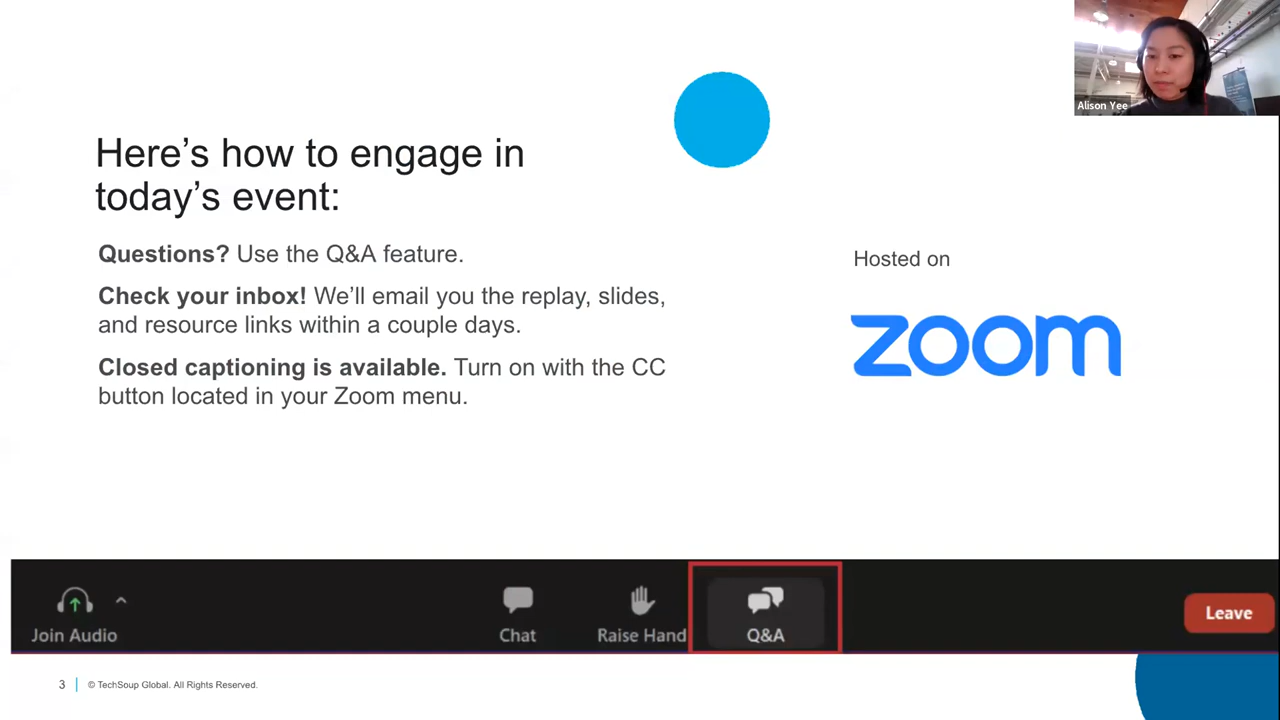 Alison Yee
Here’s how to engage in
today’s event:
Questions? Use the Q&A feature.
Check your inbox! We’ll email you the replay, slides,
and resource links within a couple days.
Closed captioning is available. Turn on with the CC
button located in your Zoom menu.
Hosted on
zoom
Join Audio
Chat
Raise Hand
Q&A
Leave
3
© TechSoup Global. All Rights Reserved.